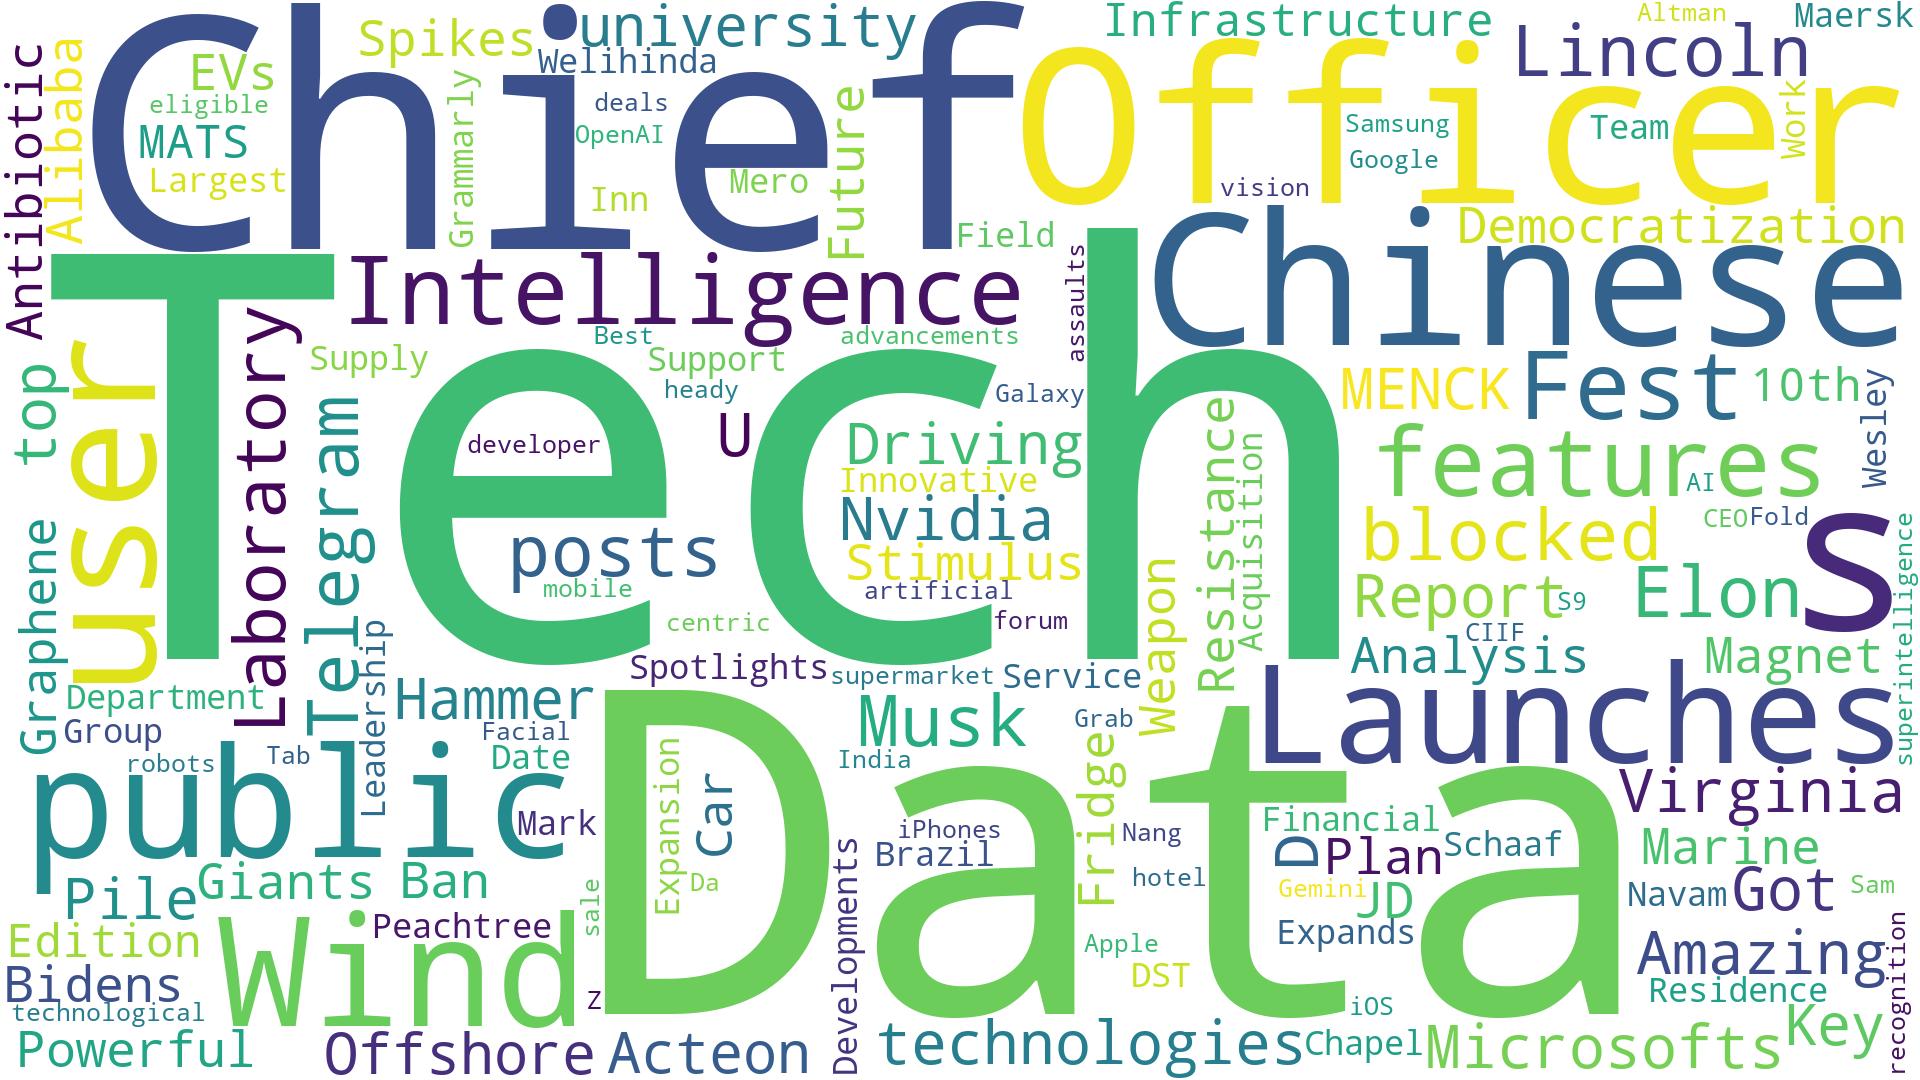 Chief
university
Infrastructure
Altman
Maersk
Spikes
Welihinda
Lincoln
EVs
eligible
MATS
Largest
Antibiotic
Alibaba
Grammarly
deals
OpenAI
Inn
Mero
Future
Field
Officer
Samsung
Google
vision
Team
Work
Democratization
Chinese
Intelligence
assaults
Tech
Best
advancements
Supply
Support
heady
Galaxy
user
top
Laboratory
Telegram
developer
U
Driving
Innovative
Nvidia
Stimulus
artificial
posts
mobile
centric
forum
Resistance
Acquisition
Weapon
MENCK
Fest
10th
Wesley
features
AI
blocked
CEO
Fold
s
Report
S9
Elon
CIIF
Analysis
Magnet
superintelligence
Graphene
Department
Group
Leadership
Hammer
Spotlights
supermarket
Service
Launches
Facial
Date
robots
Tab
Musk
Grab
India
Fridge
public
Mark
Data
Expansion
Car
Da
iPhones
Brazil
Nang
hotel
Virginia
Financial
D
Plan
Schaaf
Marine
Gemini
JD
Navam
Got
Sam
Pile
Giants
Ban
sale
Developments
Peachtree
Edition
Wind
Apple
DST
Expands
Amazing
Bidens
Z
Residence
recognition
technological
iOS
Powerful
Offshore
Acteon
technologies
Chapel
Microsofts
Key